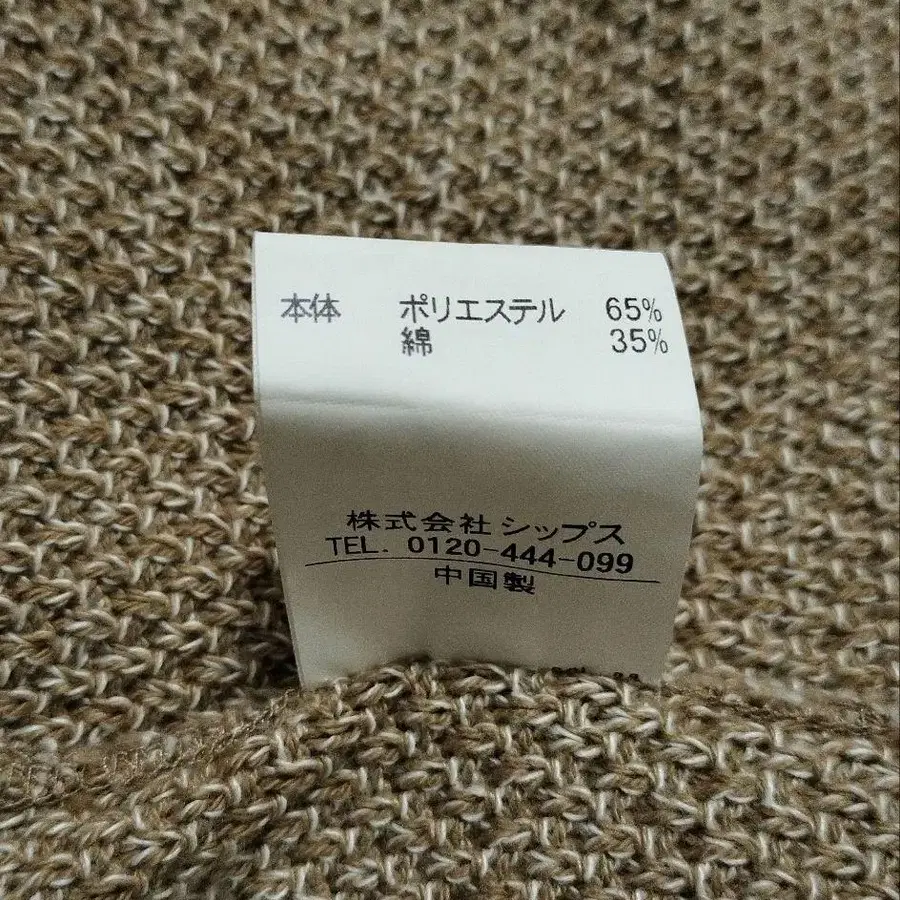 本体 ポリエステル 65%
綿 35%
株式会社 シップス
TEL. 0120-444-099
中国製